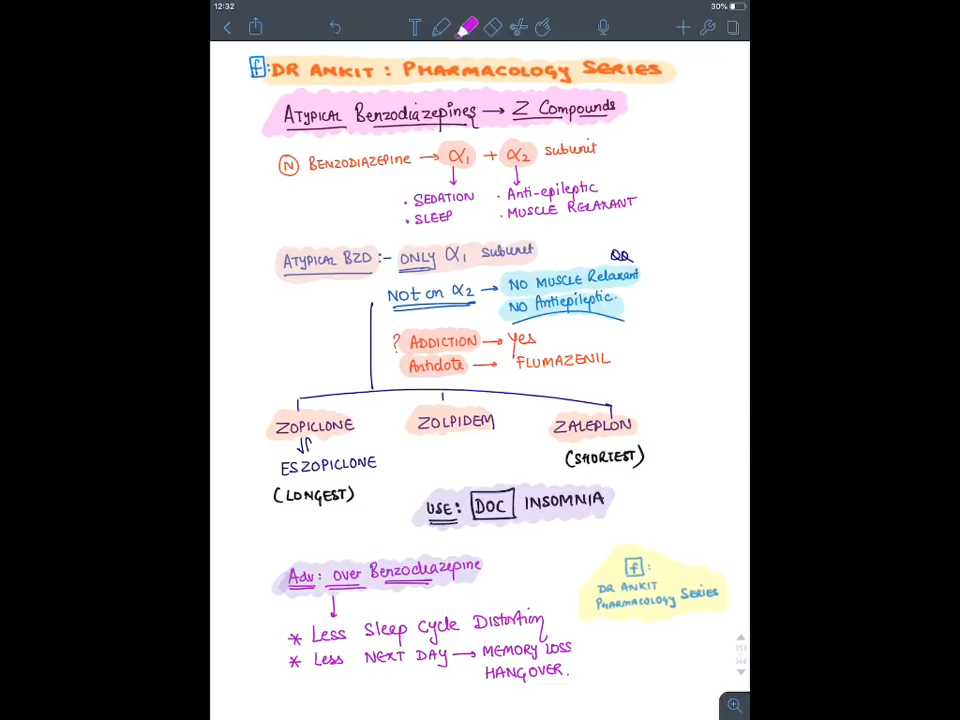 12:32
30%
T
f : DR ANKIT : PHARMACOLOGY SERIES
ATYPICAL Benzodiazepines → Z Compounds
(N) BENZODIAZEPINE → α1 + α2 subunit
• SEDATION
• SLEEP
• Anti-epileptic
• MUSCLE RELAXANT
ATYPICAL BZD :- ONLY α1 subunit
QQ
NOT on α2 → NO MUSCLE Relaxant
NO Antiepileptic.
? ADDICTION → Yes
Antidote → FLUMAZENIL
ZOPICLONE ZOLPIDEM ZALEPLON
ESZOPICLONE
(SHORTEST)
(LONGEST)
USE: DOC INSOMNIA
Adv: over Benzodiazepine
f :
DR ANKIT
PHARMACOLOGY SERIES
* Less Sleep Cycle Distortion
* Less NEXT DAY → MEMORY LOSS
HANGOVER.